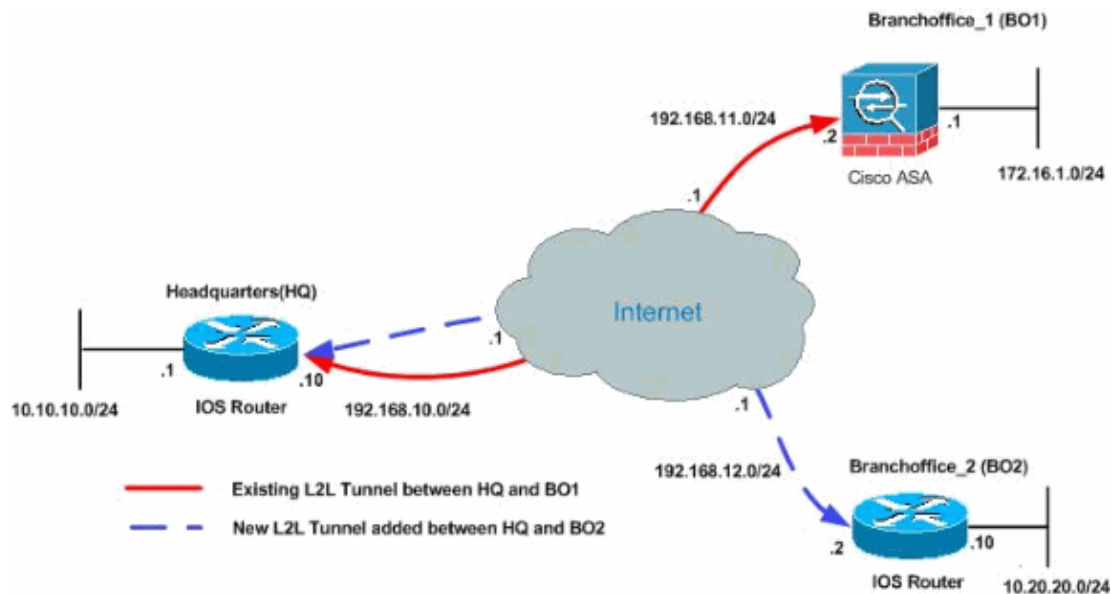 Branchoffice_1 (BO1)
192.168.11.0/24
.2
.1
Cisco ASA
172.16.1.0/24
.1
Headquarters(HQ)
Internet
.1
.1
.10
IOS Router
10.10.10.0/24
192.168.10.0/24
.1
192.168.12.0/24
Branchoffice_2 (BO2)
Existing L2L Tunnel between HQ and BO1
New L2L Tunnel added between HQ and BO2
.2
.10
IOS Router
10.20.20.0/24